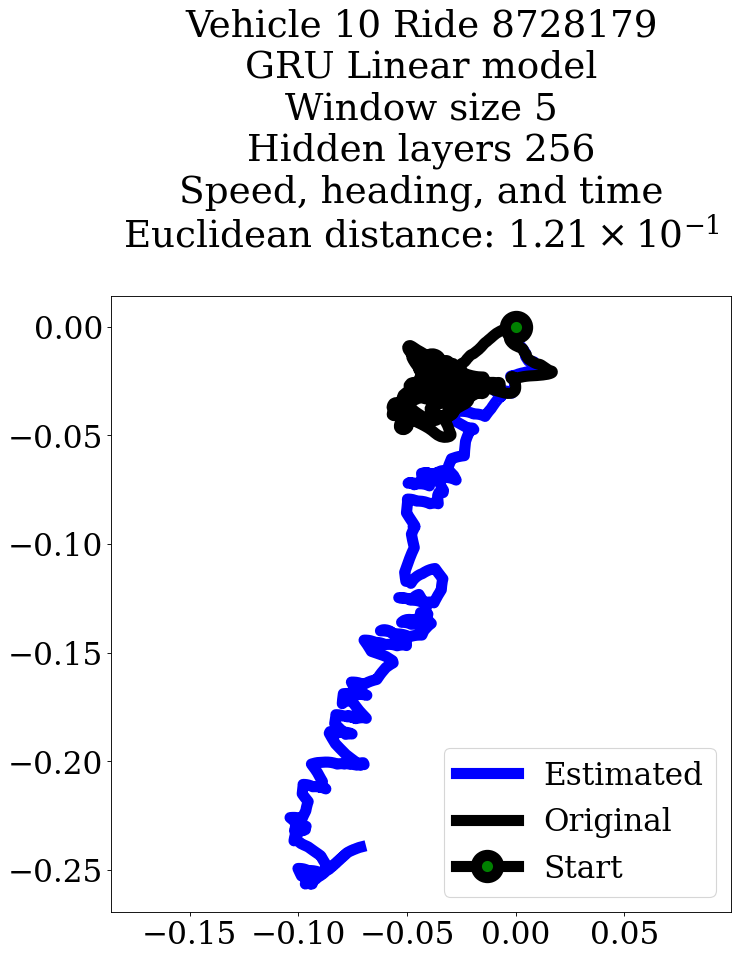 Vehicle 10 Ride 8728179
GRU Linear model
Window size 5
Hidden layers 256
Speed, heading, and time
Euclidean distance: 1.21 × 10⁻¹
0.00
−0.05
−0.10
−0.15
−0.20
−0.25
Estimated
Original
Start
−0.15 −0.10 −0.05 0.00 0.05